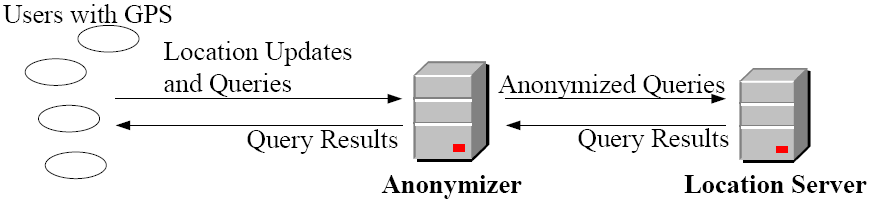 Users with GPS
Location Updates
and Queries
Anonymized Queries
Query Results
Query Results
Anonymizer
Location Server